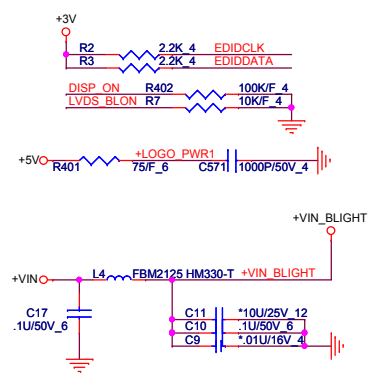 +3V
R2 2.2K_4 EDIDCLK
R3 2.2K_4 EDIDDATA
DISP_ON R402 100K/F_4
LVDS_BLON R7 10K/F_4
+5V +LOGO_PWR1
R401 75/F_6 C571 1000P/50V_4
+VIN_BLIGHT
+VIN L4 FBM2125 HM330-T +VIN_BLIGHT
C17
.1U/50V_6
C11 *10U/25V_12
C10 .1U/50V_6
C9 *.01U/16V_4